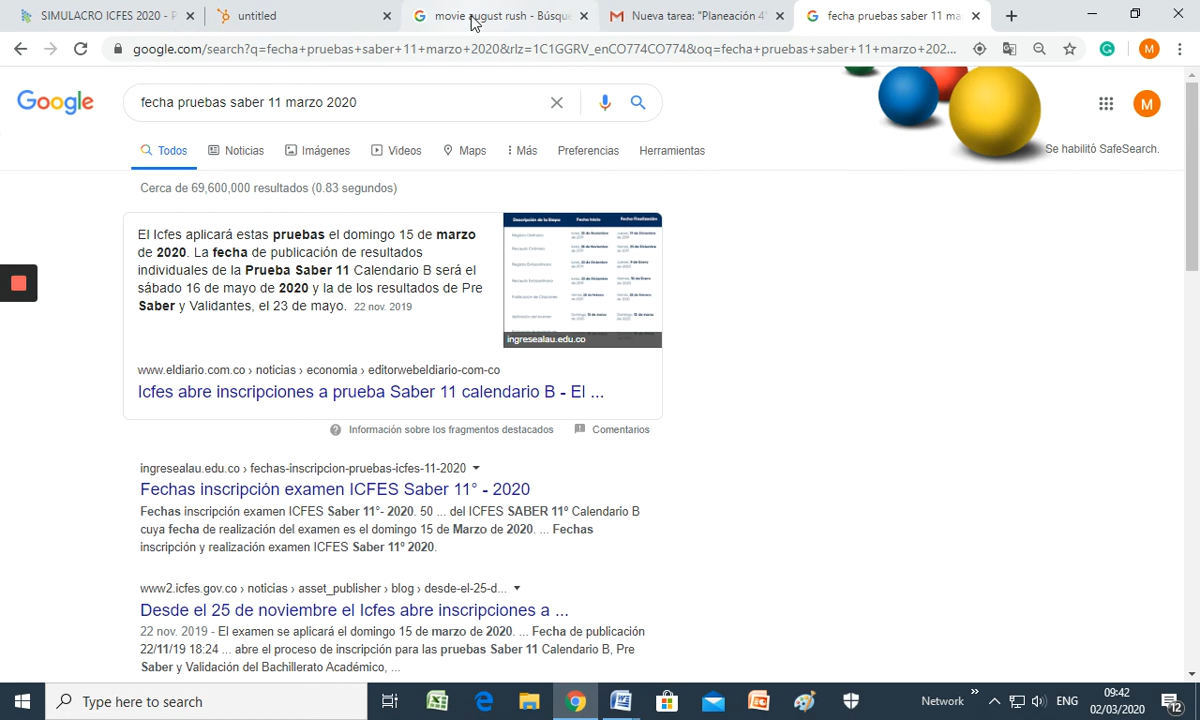 SIMULACRO ICFES 2020 - P
untitled
movie august rush - Búsque
Nueva tarea: "Planeación 4
fecha pruebas saber 11 ma
google.com/search?q=fecha+pruebas+saber+11+marzo+2020&rlz=1C1GGRV_enCO774CO774&oq=fecha+pruebas+saber+11+marzo+202...
M
Google
fecha pruebas saber 11 marzo 2020
M
Todos Noticias Imágenes Videos Maps Más Preferencias Herramientas
Se habilitó SafeSearch.
Cerca de 69,600,000 resultados (0.83 segundos)
El Icfes aplicará estas pruebas el domingo 15 de marzo
de 2020. La fecha de publicación de resultados
individuales de la Prueba Saber 11 Calendario B será el
sábado 16 de mayo de 2020 y la de los resultados de Pre
Saber y Validantes, el 23 de mayo. 22 nov. 2019
Descripción de la Etapa Fecha Inicio Fecha Finalización
ingresealau.edu.co
www.eldiario.com.co › noticias › economia › editorwebeldiario-com-co
Icfes abre inscripciones a prueba Saber 11 calendario B - El ...
Información sobre los fragmentos destacados Comentarios
ingresealau.edu.co › fechas-inscripcion-pruebas-icfes-11-2020
Fechas inscripción examen ICFES Saber 11° - 2020
Fechas inscripción examen ICFES Saber 11°- 2020. 50 ... del ICFES SABER 11º Calendario B
cuya fecha de realización del examen es el domingo 15 de Marzo de 2020. ... Fechas
inscripción y realización examen ICFES Saber 11º 2020.
www2.icfes.gov.co › noticias › asset_publisher › blog › desde-el-25-d...
Desde el 25 de noviembre el Icfes abre inscripciones a ...
22 nov. 2019 - El examen se aplicará el domingo 15 de marzo de 2020. ... Fecha de publicación
22/11/19 18:24 ... abre el proceso de inscripción para las pruebas Saber 11 Calendario B, Pre
Saber y Validación del Bachillerato Académico, ...
Type here to search
Network
ENG
09:42
02/03/2020
12